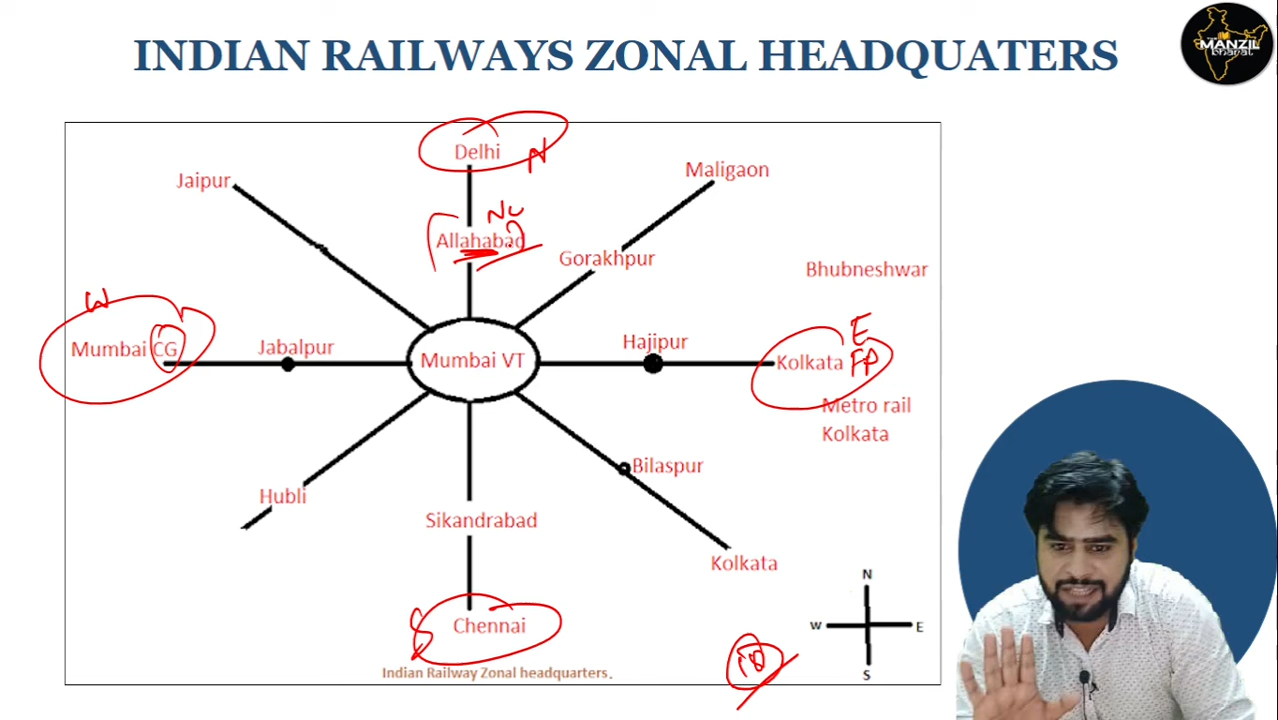 INDIAN RAILWAYS ZONAL HEADQUATERS
MANZIL
Delhi
N
Jaipur
Maligaon
NC
Allahabad
?
Gorakhpur
Bhubneshwar
W
Mumbai CG
Jabalpur
Mumbai VT
Hajipur
E
Kolkata
Metro rail
Kolkata
Bilaspur
Hubli
Sikandrabad
Kolkata
S
Chennai
N
W
E
S
Indian Railway Zonal headquarters.